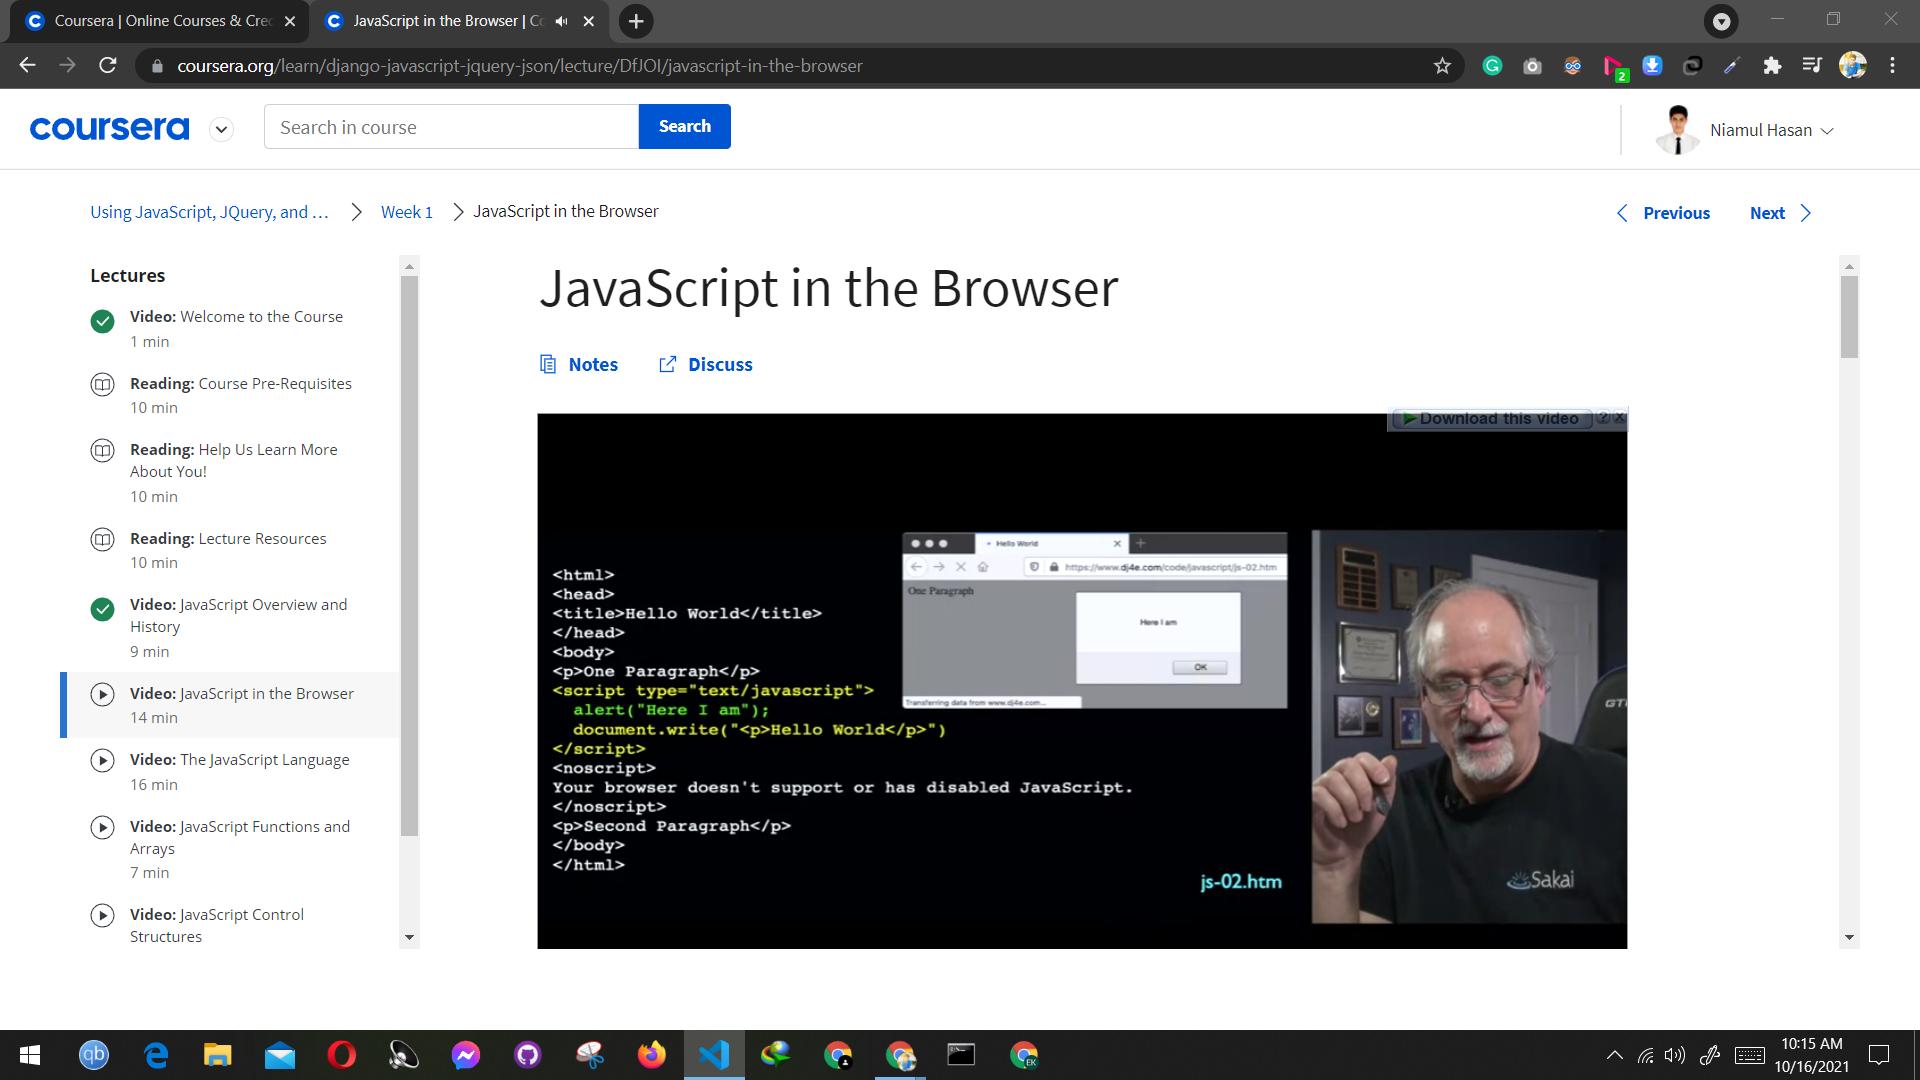 Coursera | Online Courses & Cred
JavaScript in the Browser | Co
coursera.org/learn/django-javascript-jquery-json/lecture/DfJOI/javascript-in-the-browser
2
coursera
Search in course
Search
Niamul Hasan
Using JavaScript, JQuery, and ...
Week 1
JavaScript in the Browser
Previous
Next
Lectures
Video: Welcome to the Course
1 min
Reading: Course Pre-Requisites
10 min
Reading: Help Us Learn More
About You!
10 min
Reading: Lecture Resources
10 min
Video: JavaScript Overview and
History
9 min
Video: JavaScript in the Browser
14 min
Video: The JavaScript Language
16 min
Video: JavaScript Functions and
Arrays
7 min
Video: JavaScript Control
Structures
JavaScript in the Browser
Notes
Discuss
Download this video
?
<html>
<head>
<title>Hello World</title>
</head>
<body>
<p>One Paragraph</p>
<script type="text/javascript">
alert("Here I am");
document.write("<p>Hello World</p>")
</script>
<noscript>
Your browser doesn't support or has disabled JavaScript.
</noscript>
<p>Second Paragraph</p>
</body>
</html>
Hello World
https://www.dj4e.com/code/javascript/js-02.htm
One Paragraph
Here I am
OK
Transferring data from www.dj4e.com...
js-02.htm
GT
Sakai
qb
EK
10:15 AM
10/16/2021